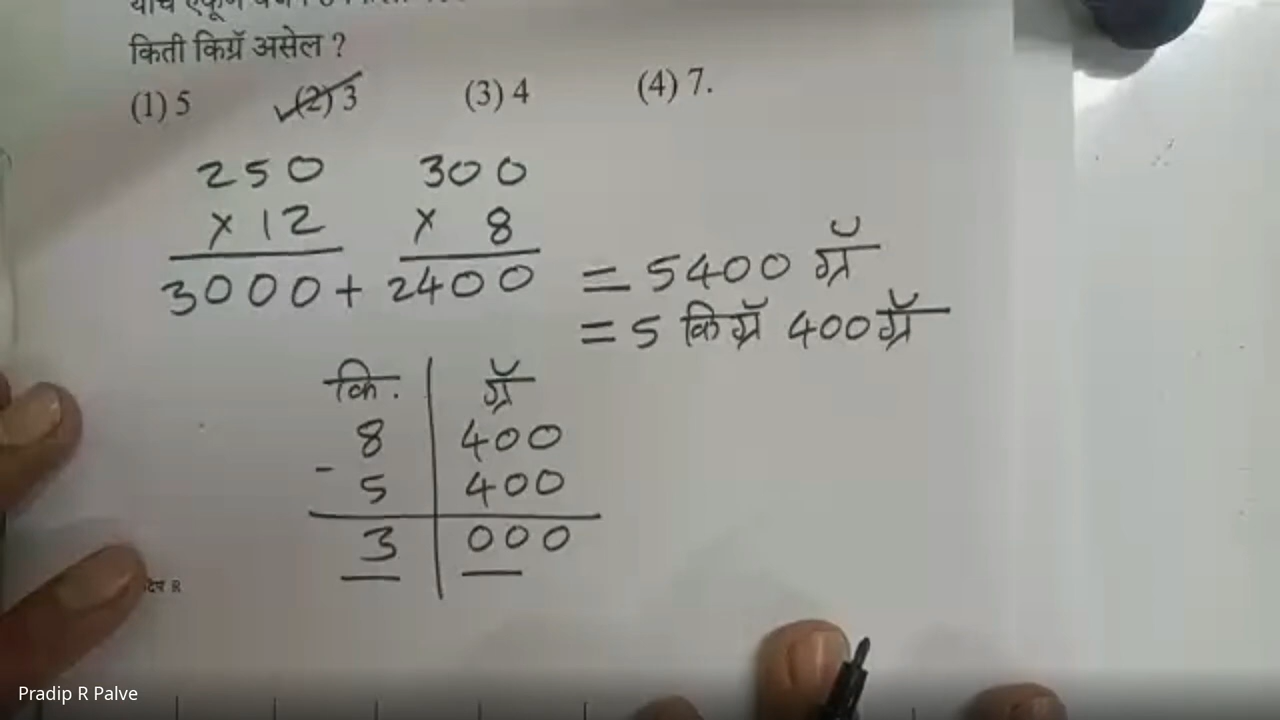 किती किग्रॅ असेल ?
(1) 5 (2) 3 (3) 4 (4) 7.
250 300
× 12 × 8
3000 + 2400 = 5400 ग्रॅ
= 5 किग्रॅ 400 ग्रॅ
कि. ग्रॅ
8 400
- 5 400
3 000
R
Pradip R Palve